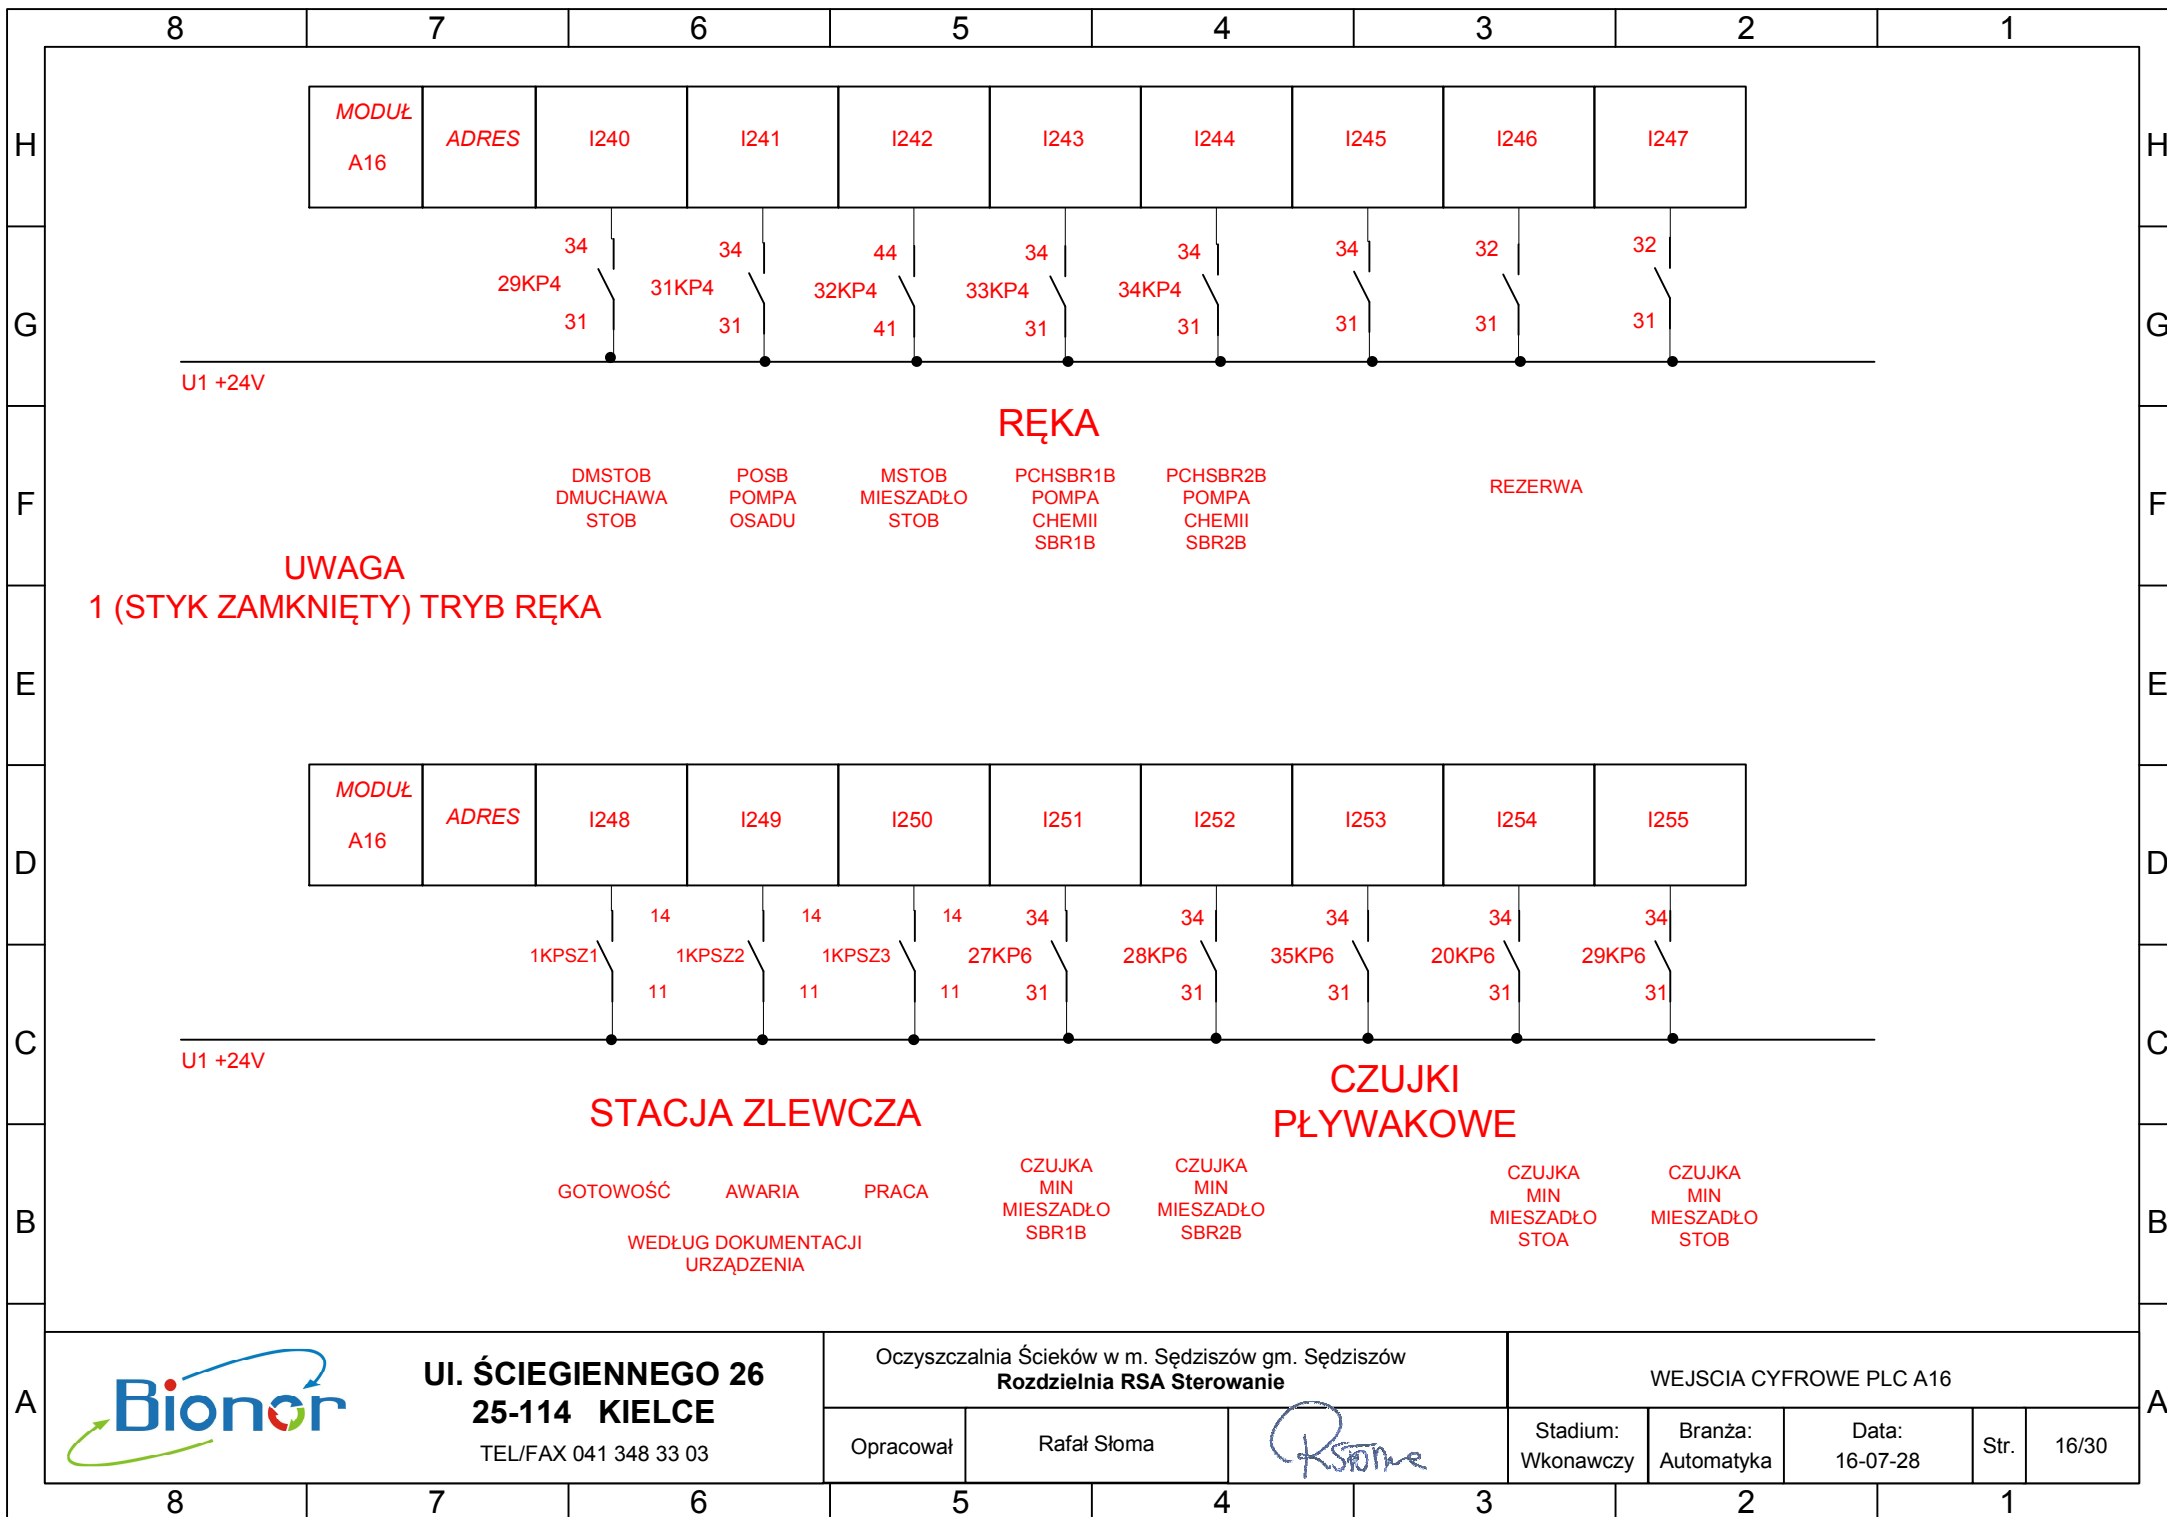 8 7 6 5 4 3 2 1
H H
MODUŁ
A16
ADRES I240 I241 I242 I243 I244 I245 I246 I247
G G
34 34 44 34 34 34 32 32
29KP4 31KP4 32KP4 33KP4 34KP4
31 31 41 31 31 31 31 31
U1 +24V
RĘKA
F F
DMSTOB
DMUCHAWA
STOB
POSB
POMPA
OSADU
MSTOB
MIESZADŁO
STOB
PCHSBR1B
POMPA
CHEMII
SBR1B
PCHSBR2B
POMPA
CHEMII
SBR2B
REZERWA
UWAGA
1 (STYK ZAMKNIĘTY) TRYB RĘKA
E E
D D
MODUŁ
A16
ADRES I248 I249 I250 I251 I252 I253 I254 I255
14 14 14 34 34 34 34 34
1KPSZ1 1KPSZ2 1KPSZ3 27KP6 28KP6 35KP6 20KP6 29KP6
11 11 11 31 31 31 31 31
C C
U1 +24V
STACJA ZLEWCZA
CZUJKI
PŁYWAKOWE
B B
GOTOWOŚĆ AWARIA PRACA
WEDŁUG DOKUMENTACJI
URZĄDZENIA
CZUJKA
MIN
MIESZADŁO
SBR1B
CZUJKA
MIN
MIESZADŁO
SBR2B
CZUJKA
MIN
MIESZADŁO
STOA
CZUJKA
MIN
MIESZADŁO
STOB
A A
Bionor
Ul. ŚCIEGIENNEGO 26
25-114 KIELCE
TEL/FAX 041 348 33 03
Oczyszczalnia Ścieków w m. Sędziszów gm. Sędziszów
Rozdzielnia RSA Sterowanie
Opracował Rafał Słoma RSłoma
WEJSCIA CYFROWE PLC A16
Stadium:
Wkonawczy
Branża:
Automatyka
Data:
16-07-28
Str. 16/30
8 7 6 5 4 3 2 1